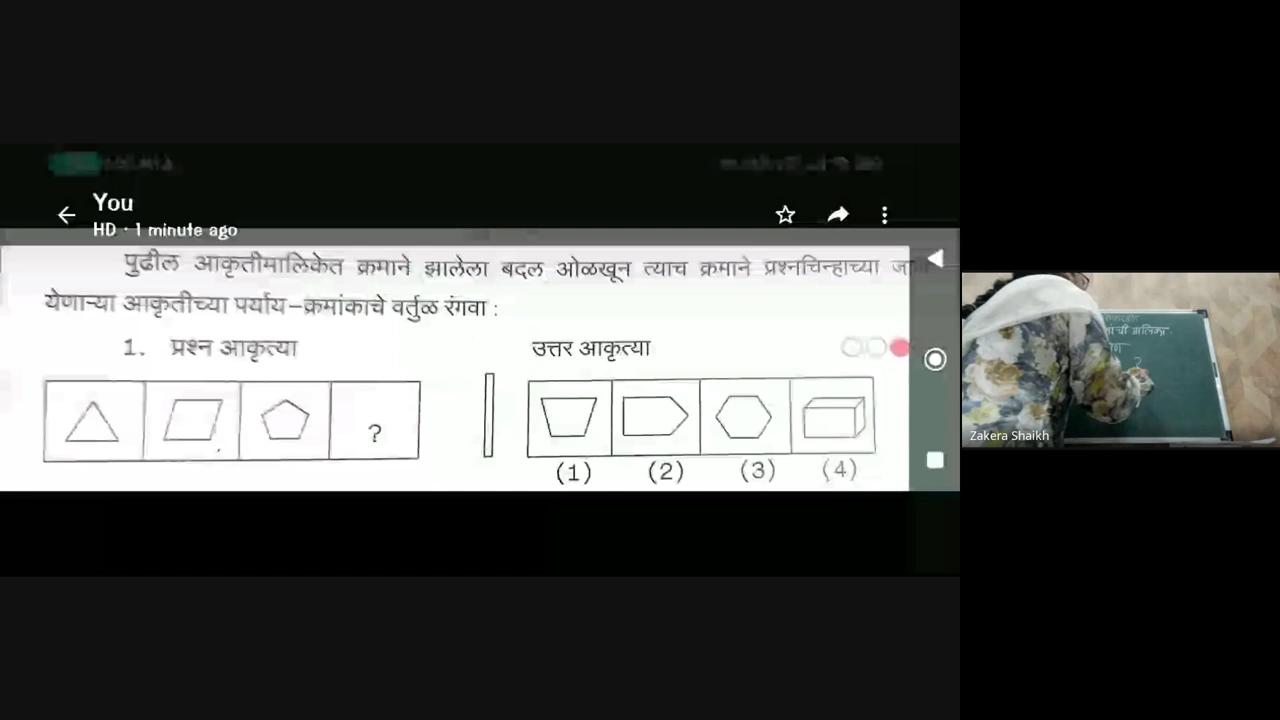 You
HD · 1 minute ago
पुढील आकृतीमालिकेत क्रमाने झालेला बदल ओळखून त्याच क्रमाने प्रश्नचिन्हाच्या
येणाऱ्या आकृतीच्या पर्याय-क्रमांकाचे वर्तुळ रंगवा :
1. प्रश्न आकृत्या
उत्तर आकृत्या
?
(1) (2) (3) (4)
Zakera Shaikh
मालिका